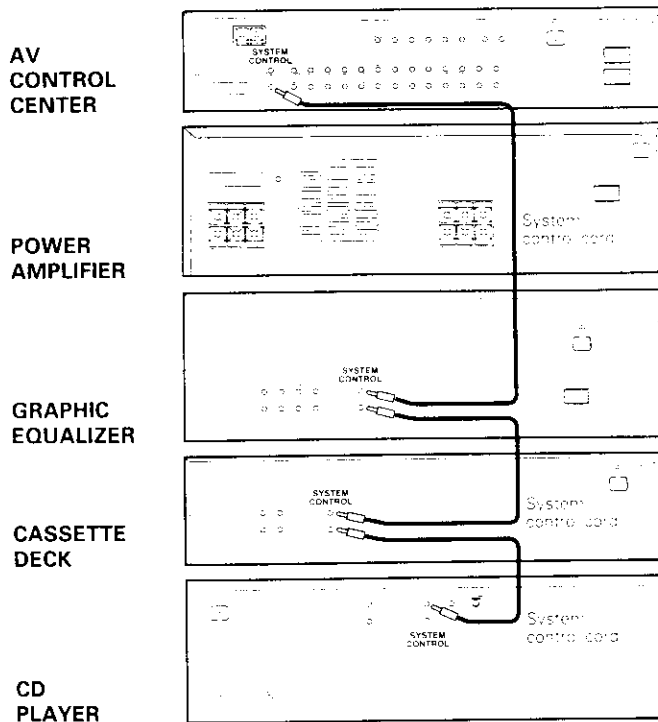 AV
CONTROL
CENTER
SYSTEM
CONTROL
POWER
AMPLIFIER
System
control cord
GRAPHIC
EQUALIZER
SYSTEM
CONTROL
CASSETTE
DECK
SYSTEM
CONTROL
System
control cord
CD
PLAYER
SYSTEM
CONTROL
System
control cord